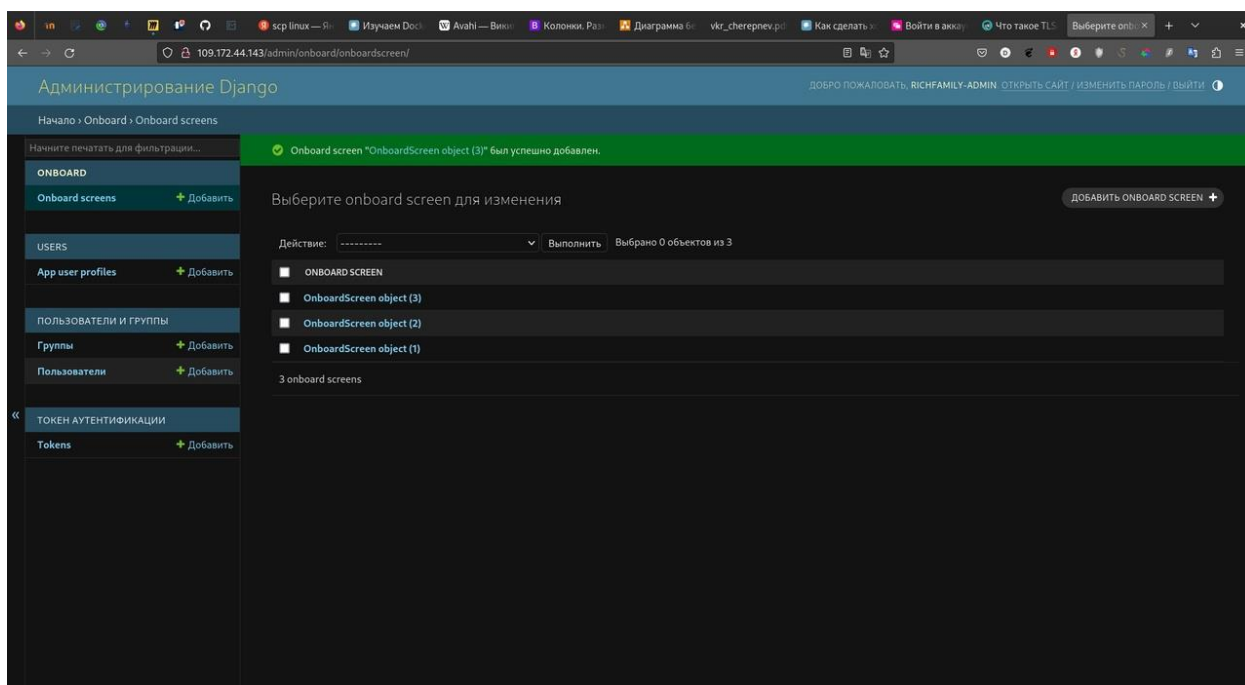 scp linux — Ян
Изучаем Dock
Avahi — Вики
Колонки. Раз
Диаграмма бе
vkr_cherepnev.pd
Как сделать
Войти в аккау
Что такое TLS
Выберите onbo
109.172.44.143/admin/onboard/onboardscreen/
Администрирование Django
ДОБРО ПОЖАЛОВАТЬ, RICHFAMILY-ADMIN. ОТКРЫТЬ САЙТ / ИЗМЕНИТЬ ПАРОЛЬ / ВЫЙТИ
Начало › Onboard › Onboard screens
Начните печатать для фильтрации...
ONBOARD
Onboard screens + Добавить
USERS
App user profiles + Добавить
ПОЛЬЗОВАТЕЛИ И ГРУППЫ
Группы + Добавить
Пользователи + Добавить
«
ТОКЕН АУТЕНТИФИКАЦИИ
Tokens + Добавить
Onboard screen "OnboardScreen object (3)" был успешно добавлен.
Выберите onboard screen для изменения
ДОБАВИТЬ ONBOARD SCREEN +
Действие: --------- Выполнить Выбрано 0 объектов из 3
ONBOARD SCREEN
OnboardScreen object (3)
OnboardScreen object (2)
OnboardScreen object (1)
3 onboard screens